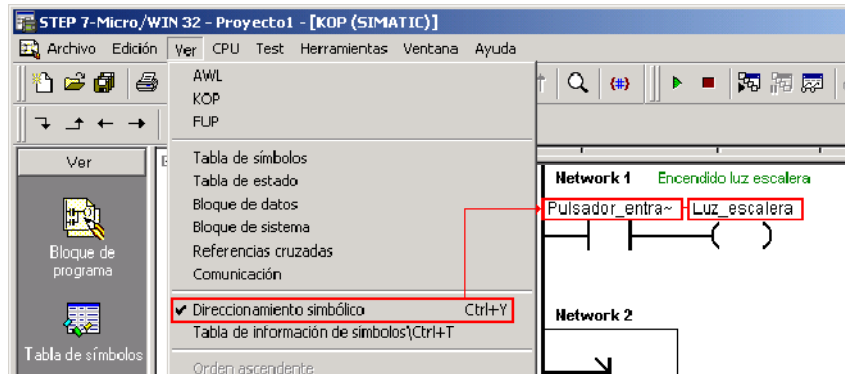 STEP 7-Micro/WIN 32 - Proyecto1 - [KOP (SIMATIC)]
Archivo Edición Ver CPU Test Herramientas Ventana Ayuda
AWL
KOP
FUP
Ver
Tabla de símbolos
Tabla de estado
Bloque de datos
Bloque de sistema
Referencias cruzadas
Comunicación
Direccionamiento simbólico Ctrl+Y
Tabla de información de símbolos\Ctrl+T
Orden ascendente
Bloque de
programa
Tabla de símbolos
Network 1 Encendido luz escalera
Pulsador_entra~ Luz_escalera
Network 2